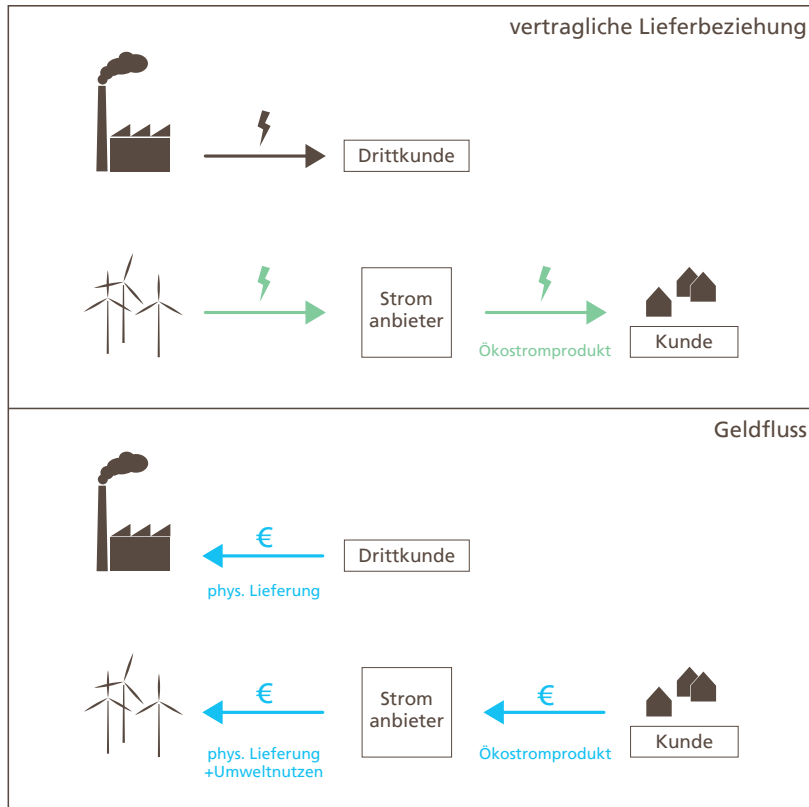 vertragliche Lieferbeziehung
Drittkunde
Strom
anbieter
Ökostromprodukt
Kunde
Geldfluss
€
Drittkunde
phys. Lieferung
€
Strom
anbieter
€
Kunde
phys. Lieferung
+Umweltnutzen
Ökostromprodukt